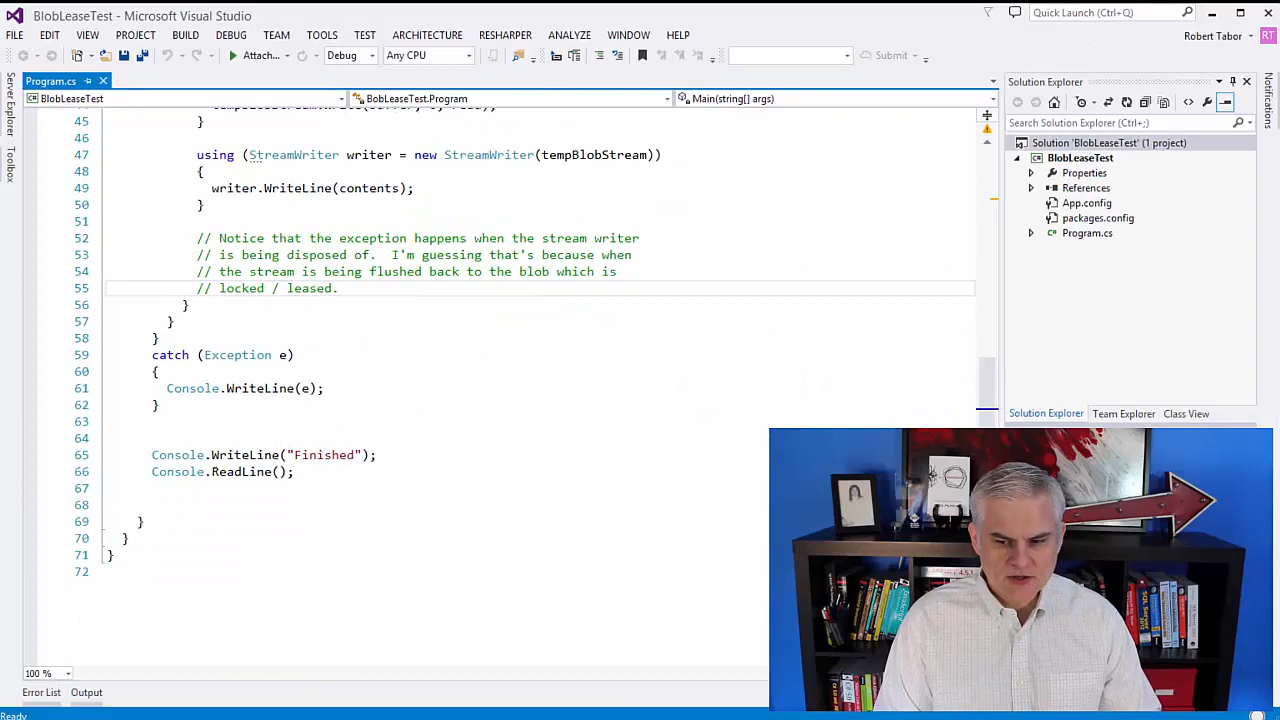 BlobLeaseTest - Microsoft Visual Studio
Quick Launch (Ctrl+Q)
FILE EDIT VIEW PROJECT BUILD DEBUG TEAM TOOLS TEST ARCHITECTURE RESHARPER ANALYZE WINDOW HELP
Robert Tabor RT
Attach... Debug Any CPU Submit
Server Explorer
Toolbox
Program.cs
BlobLeaseTest BobLeaseTest.Program Main(string[] args)
45 }
46
47 using (StreamWriter writer = new StreamWriter(tempBlobStream))
48 {
49 writer.WriteLine(contents);
50 }
51
52 // Notice that the exception happens when the stream writer
53 // is being disposed of. I'm guessing that's because when
54 // the stream is being flushed back to the blob which is
55 // locked / leased.
56 }
57 }
58 }
59 catch (Exception e)
60 {
61 Console.WriteLine(e);
62 }
63
64
65 Console.WriteLine("Finished");
66 Console.ReadLine();
67
68
69 }
70 }
71 }
72
100 %
Error List Output
Ready
Solution Explorer
Search Solution Explorer (Ctrl+;)
Solution 'BlobLeaseTest' (1 project)
BlobLeaseTest
Properties
References
App.config
packages.config
Program.cs
Solution Explorer Team Explorer Class View
Notifications
4.5.1
JavaScript